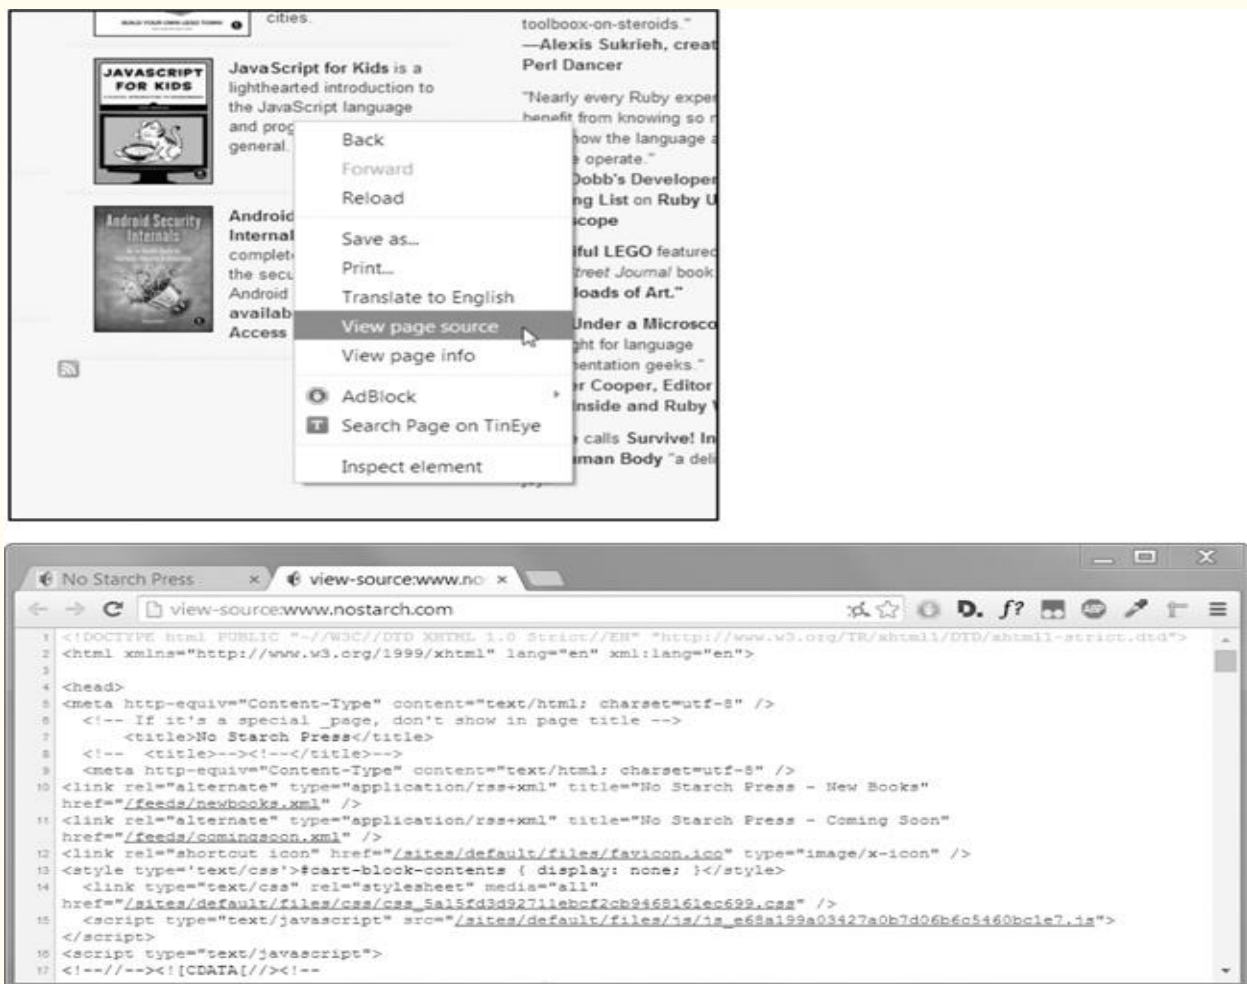 BUILD YOUR OWN LEGO TOWN
cities.
JAVASCRIPT
FOR KIDS
JavaScript for Kids is a
lighthearted introduction to
the JavaScript language
and prog
general.
Android Security
Internals
Android
Internal
complet
the secu
Android
availab
Access
toolboox-on-steroids."
—Alexis Sukrieh, creat
Perl Dancer
"Nearly every Ruby exper
benefit from knowing so
how the language a
operate."
Dobb's Developer
ng List on Ruby U
scope
iful LEGO featured
treet Journal book
loads of Art."
Under a Microsco
ght for language
nentation geeks."
er Cooper, Editor
Inside and Ruby
calls Survive! In
uman Body "a deli
Back
Forward
Reload
Save as...
Print...
Translate to English
View page source
View page info
AdBlock
T Search Page on TinEye
Inspect element
No Starch Press × view-source:www.no ×
view-source:www.nostarch.com D. f? ABP
1 <!DOCTYPE html PUBLIC "-//W3C//DTD XHTML 1.0 Strict//EN" "http://www.w3.org/TR/xhtml1/DTD/xhtml1-strict.dtd">
2 <html xmlns="http://www.w3.org/1999/xhtml" lang="en" xml:lang="en">
3
4 <head>
5 <meta http-equiv="Content-Type" content="text/html; charset=utf-8" />
6 <!-- If it's a special _page, don't show in page title -->
7 <title>No Starch Press</title>
8 <!-- <title>--><!--</title>-->
9 <meta http-equiv="Content-Type" content="text/html; charset=utf-8" />
10 <link rel="alternate" type="application/rss+xml" title="No Starch Press - New Books"
href="/feeds/newbooks.xml" />
11 <link rel="alternate" type="application/rss+xml" title="No Starch Press - Coming Soon"
href="/feeds/comingsoon.xml" />
12 <link rel="shortcut icon" href="/sites/default/files/favicon.ico" type="image/x-icon" />
13 <style type='text/css'>#cart-block-contents { display: none; }</style>
14 <link type="text/css" rel="stylesheet" media="all"
href="/sites/default/files/css/css_5a15fd3d92711ebcf2cb9468161ec699.css" />
15 <script type="text/javascript" src="/sites/default/files/js/js_e68a199a03427a0b7d06b6c5460bc1e7.js">
</script>
16 <script type="text/javascript">
17 <!--//--><![CDATA[//><!--